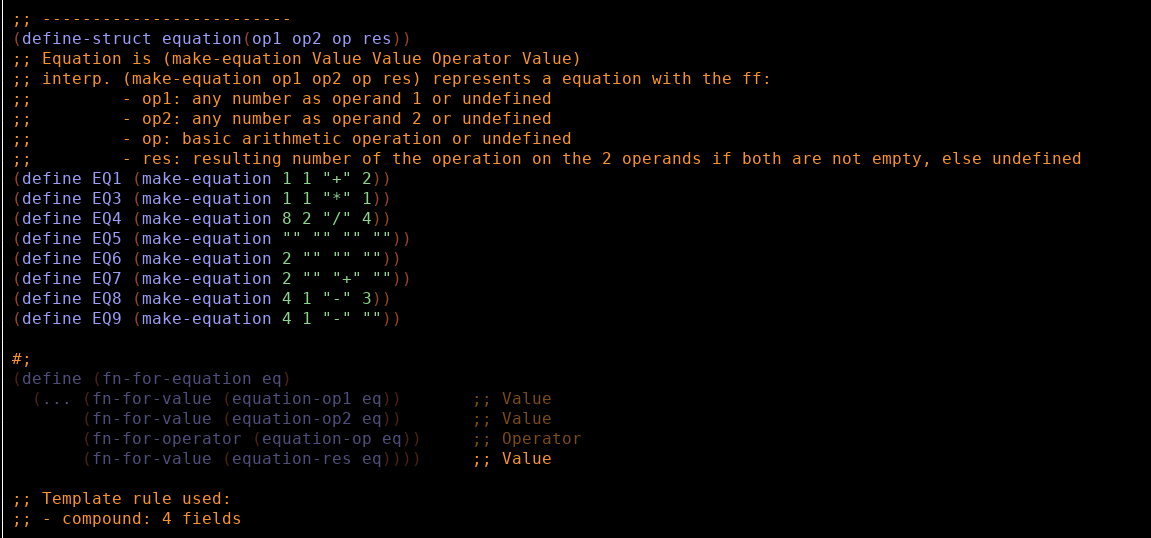 ;; -------------------------
(define-struct equation(op1 op2 op res))
;; Equation is (make-equation Value Value Operator Value)
;; interp. (make-equation op1 op2 op res) represents a equation with the ff:
;;         - op1: any number as operand 1 or undefined
;;         - op2: any number as operand 2 or undefined
;;         - op: basic arithmetic operation or undefined
;;         - res: resulting number of the operation on the 2 operands if both are not empty, else undefined
(define EQ1 (make-equation 1 1 "+" 2))
(define EQ3 (make-equation 1 1 "*" 1))
(define EQ4 (make-equation 8 2 "/" 4))
(define EQ5 (make-equation "" "" "" ""))
(define EQ6 (make-equation 2 "" "" ""))
(define EQ7 (make-equation 2 "" "+" ""))
(define EQ8 (make-equation 4 1 "-" 3))
(define EQ9 (make-equation 4 1 "-" ""))

#;
(define (fn-for-equation eq)
  (... (fn-for-value (equation-op1 eq))       ;; Value
       (fn-for-value (equation-op2 eq))       ;; Value
       (fn-for-operator (equation-op eq))     ;; Operator
       (fn-for-value (equation-res eq))))     ;; Value

;; Template rule used:
;; - compound: 4 fields